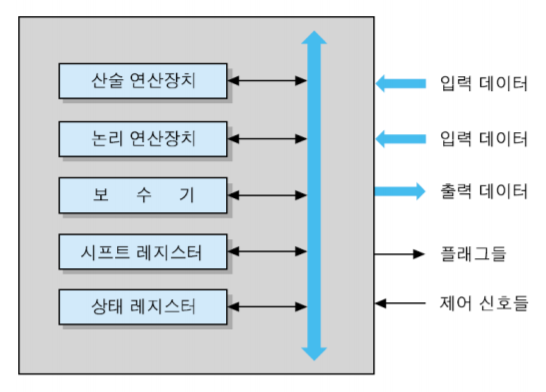 산술 연산장치
논리 연산장치
보 수 기
시프트 레지스터
상태 레지스터
입력 데이터
입력 데이터
출력 데이터
플래그들
제어 신호들